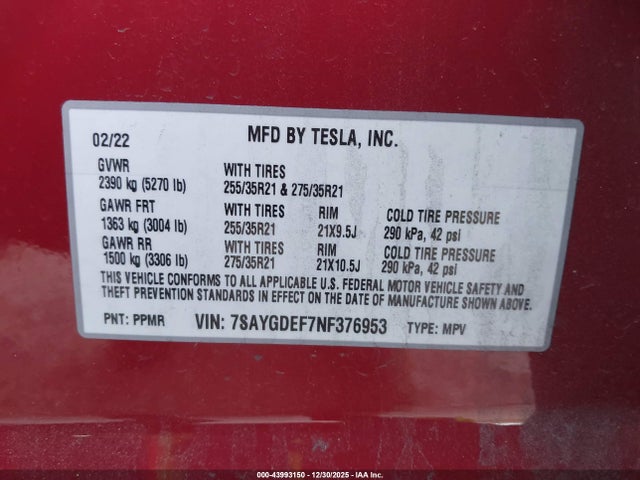 02/22 MFD BY TESLA, INC.
GVWR WITH TIRES
2390 kg (5270 lb) 255/35R21 & 275/35R21
GAWR FRT WITH TIRES RIM COLD TIRE PRESSURE
1363 kg (3004 lb) 255/35R21 21X9.5J 290 kPa, 42 psi
GAWR RR WITH TIRES RIM COLD TIRE PRESSURE
1500 kg (3306 lb) 275/35R21 21X10.5J 290 kPa, 42 psi
THIS VEHICLE CONFORMS TO ALL APPLICABLE U.S. FEDERAL MOTOR VEHICLE SAFETY AND
THEFT PREVENTION STANDARDS IN EFFECT ON THE DATE OF MANUFACTURE SHOWN ABOVE.
PNT: PPMR VIN: 7SAYGDEF7NF376953 TYPE: MPV
000-43993150 - 12/30/2025 - IAA Inc.